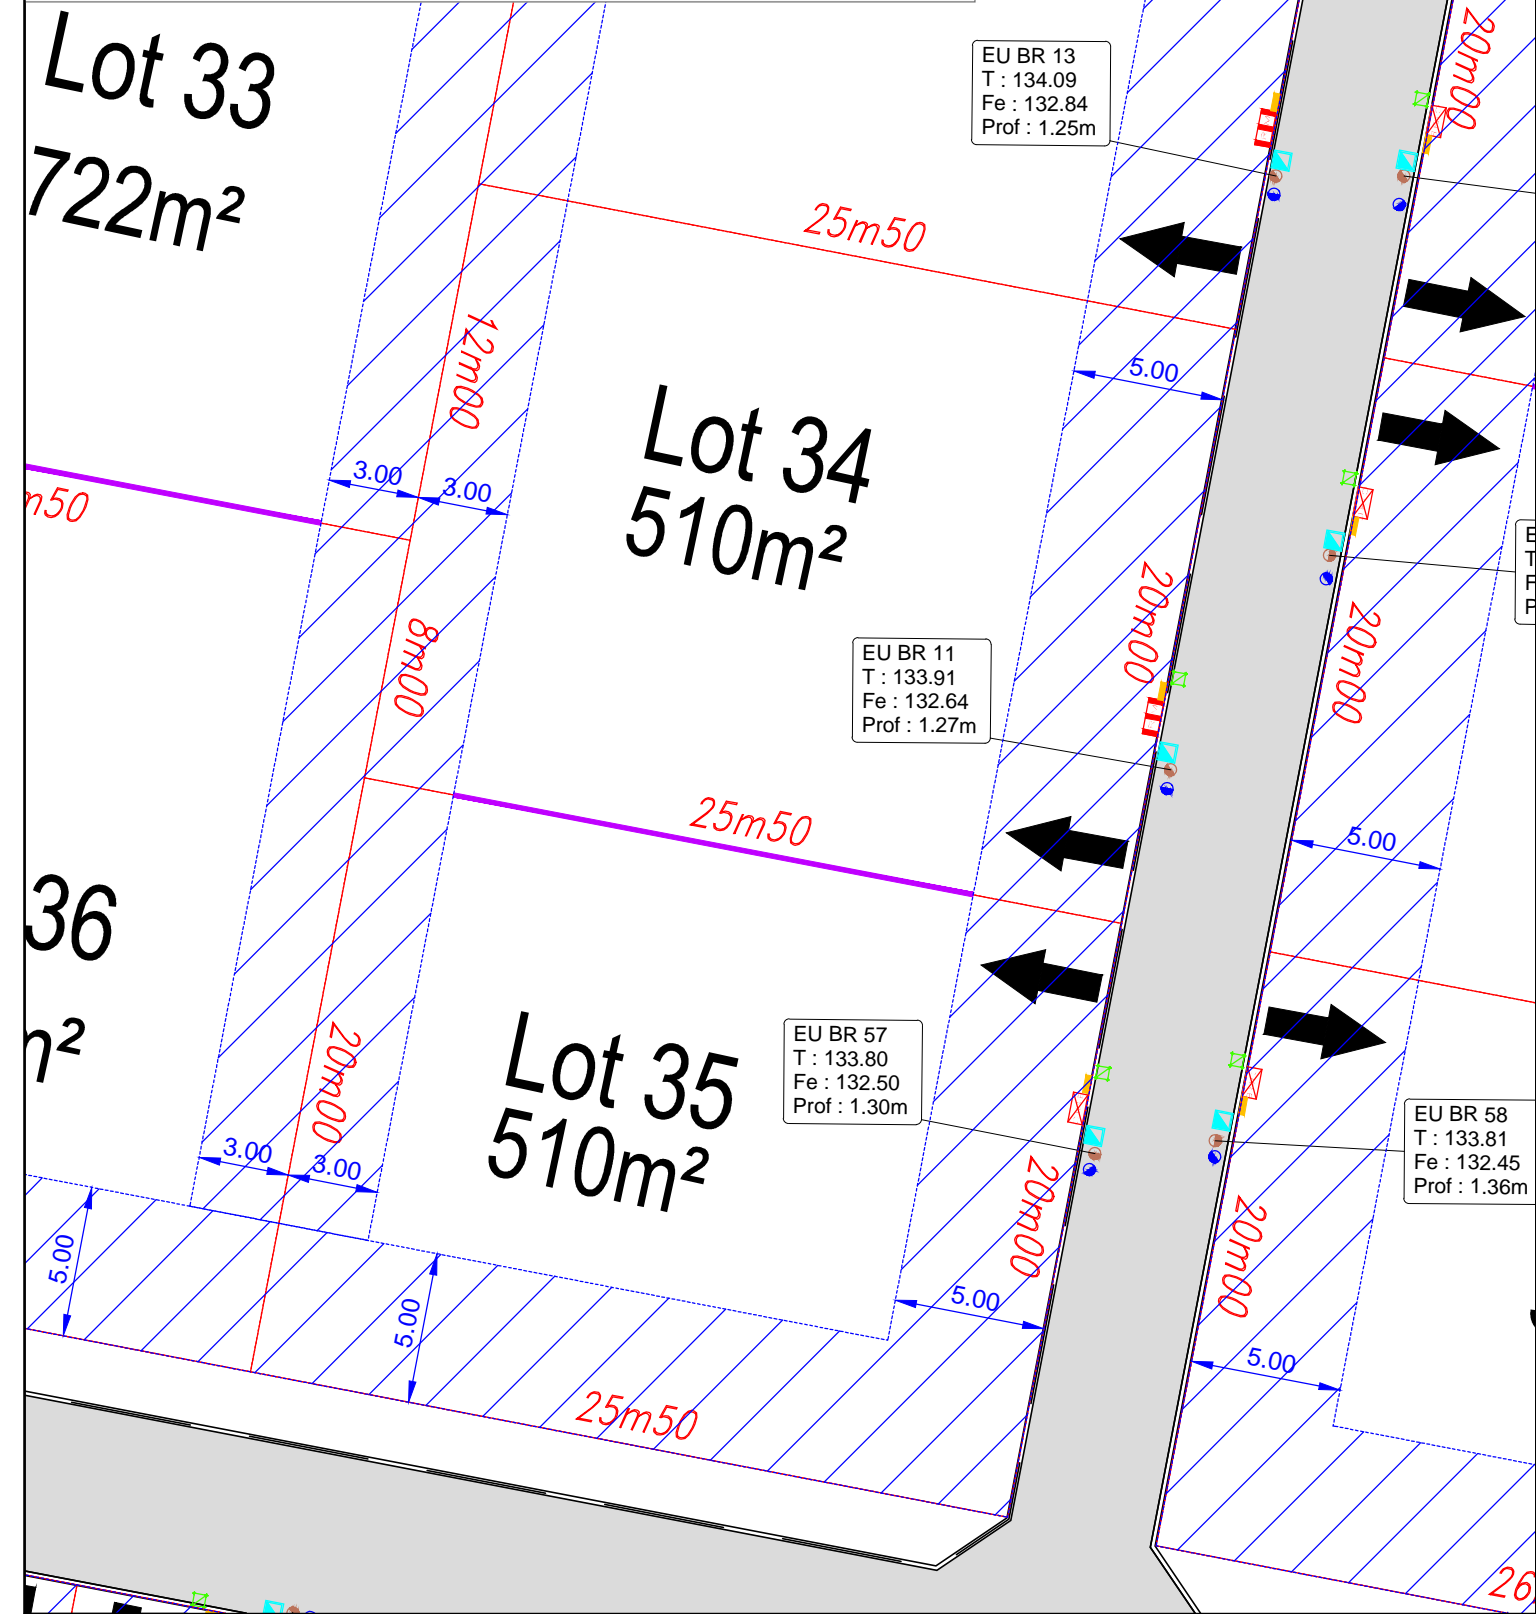 Lot 33
722m²
EU BR 13
T : 134.09
Fe : 132.84
Prof : 1.25m
20m00
25m50
12m00
5.00
Lot 34
510m²
3.00
3.00
m50
20m00
20m00
8m00
EU BR 11
T : 133.91
Fe : 132.64
Prof : 1.27m
25m50
5.00
36
m²
Lot 35
510m²
EU BR 57
T : 133.80
Fe : 132.50
Prof : 1.30m
20m00
EU BR 58
T : 133.81
Fe : 132.45
Prof : 1.36m
3.00
3.00
20m00
20m00
5.00
5.00
5.00
5.00
25m50
26